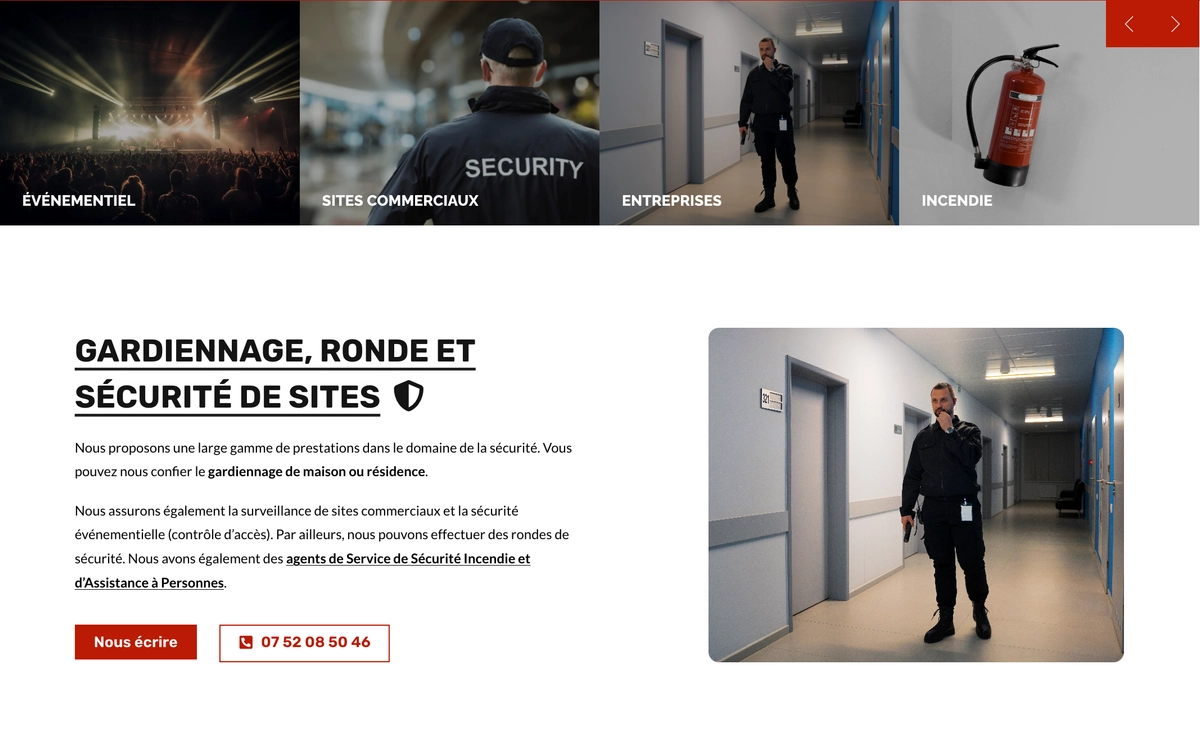 SECURITY
ÉVÉNEMENTIEL
SITES COMMERCIAUX
ENTREPRISES
INCENDIE
GARDIENNAGE, RONDE ET
SÉCURITÉ DE SITES
Nous proposons une large gamme de prestations dans le domaine de la sécurité. Vous
pouvez nous confier le gardiennage de maison ou résidence.
Nous assurons également la surveillance de sites commerciaux et la sécurité
événementielle (contrôle d’accès). Par ailleurs, nous pouvons effectuer des rondes de
sécurité. Nous avons également des agents de Service de Sécurité Incendie et
d’Assistance à Personnes.
Nous écrire
07 52 08 50 46
321